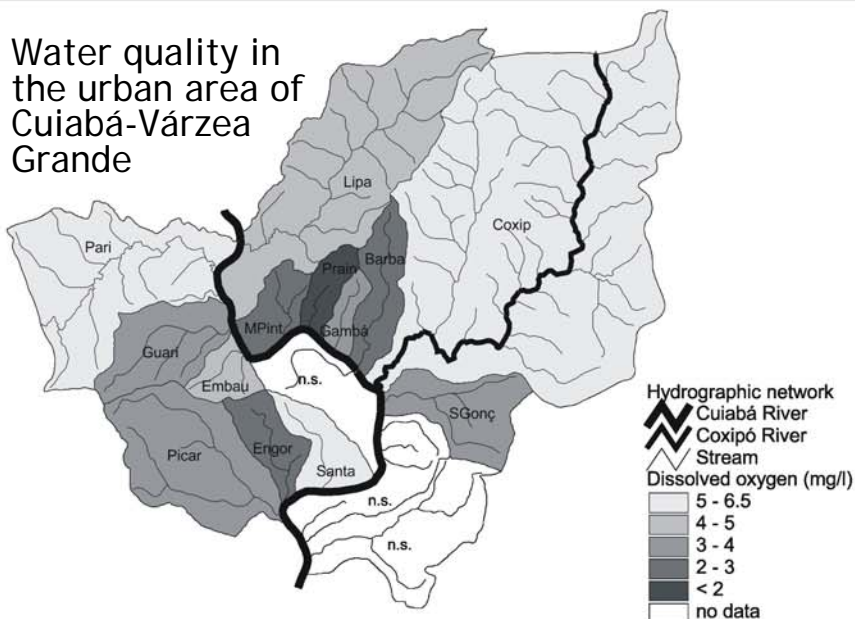 Water quality in
the urban area of
Cuiabá-Várzea
Grande
Lipa
Pari
Coxip
Barba
Prain
MPint
Gambá
Guari
n.s.
Embau
SGonç
Picar
Engor
Santa
n.s.
n.s.
Hydrographic network
Cuiabá River
Coxipó River
Stream
Dissolved oxygen (mg/l)
5 - 6.5
4 - 5
3 - 4
2 - 3
< 2
no data